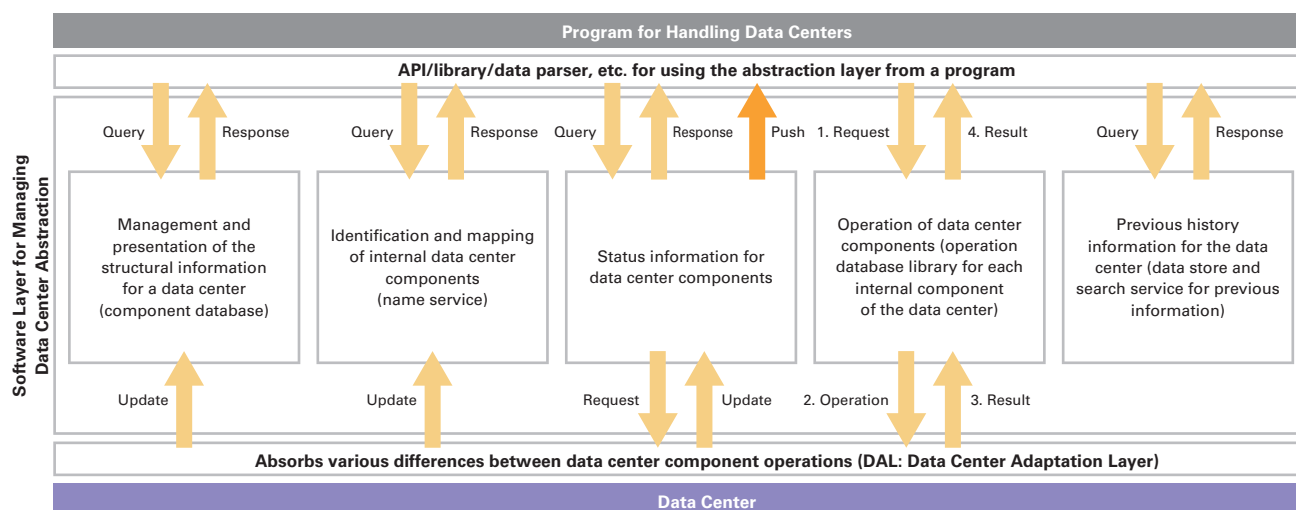 Program for Handling Data Centers
API/library/data parser, etc. for using the abstraction layer from a program
Software Layer for Managing
Data Center Abstraction
Query
Response
Query
Response
Query
Response
Push
1. Request
4. Result
Query
Response
Management and
presentation of the
structural information
for a data center
(component database)
Identification and mapping
of internal data center
components
(name service)
Status information for
data center components
Operation of data center
components (operation
database library for each
internal component
of the data center)
Previous history
information for the data
center (data store and
search service for previous
information)
Update
Update
Request
Update
2. Operation
3. Result
Absorbs various differences between data center component operations (DAL: Data Center Adaptation Layer)
Data Center